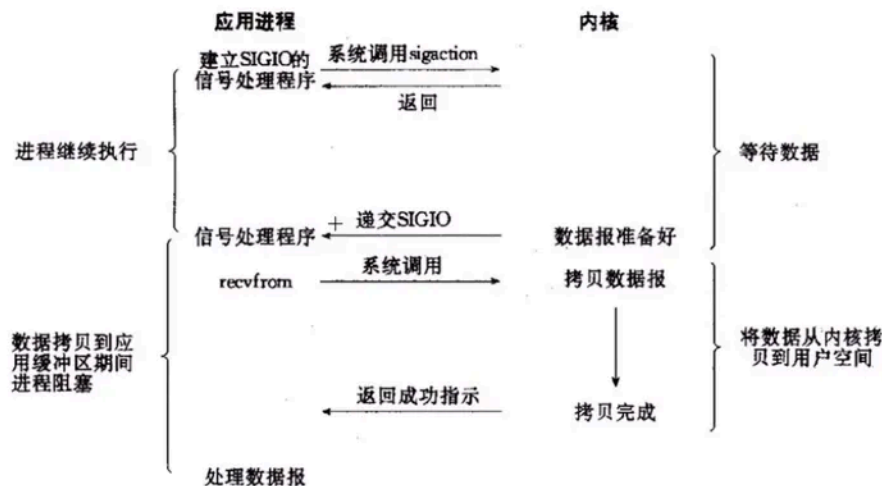 应用进程
内核
建立SIGIO的
信号处理程序
系统调用sigaction
返回
进程继续执行
等待数据
信号处理程序
递交SIGIO
数据报准备好
recvfrom
系统调用
拷贝数据报
数据拷贝到应
用缓冲区期间
进程阻塞
将数据从内核拷
贝到用户空间
返回成功指示
拷贝完成
处理数据报